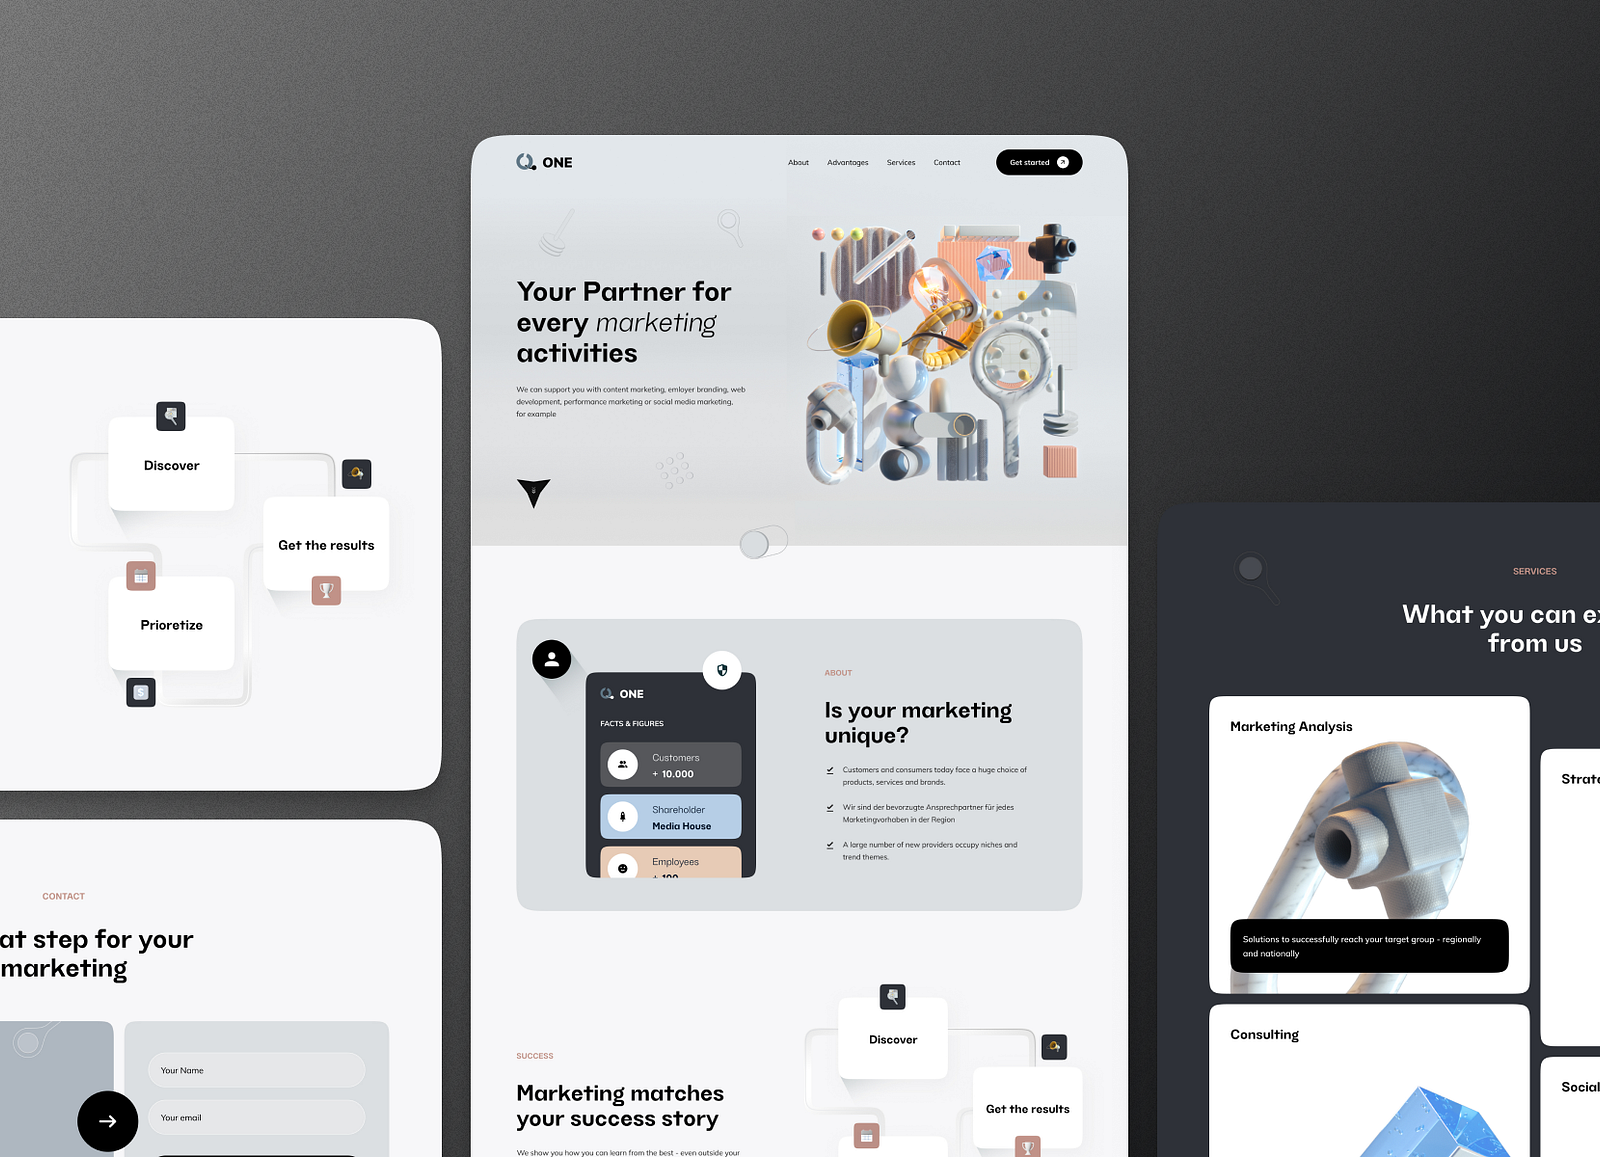 Discover
Get the results
Prioretize
CONTACT
at step for your
marketing
Your Name
Your email
ONE
About
Advantages
Services
Contact
Get started
Your Partner for
every marketing
activities
We can support you with content marketing, emloyer branding, web
development, performance marketing or social media marketing,
for example
ONE
FACTS & FIGURES
Customers
+ 10.000
Shareholder
Media House
Employees
+ 100
ABOUT
Is your marketing
unique?
Customers and consumers today face a huge choice of
products, services and brands.
Wir sind der bevorzugte Ansprechpartner für jedes
Marketingvorhaben in der Region
A large number of new providers occupy niches and
trend themes.
SUCCESS
Marketing matches
your success story
We show you how you can learn from the best - even outside your
Discover
Get the results
SERVICES
What you can ex
from us
Marketing Analysis
Solutions to successfully reach your target group - regionally
and nationally
Consulting
Strate
Social